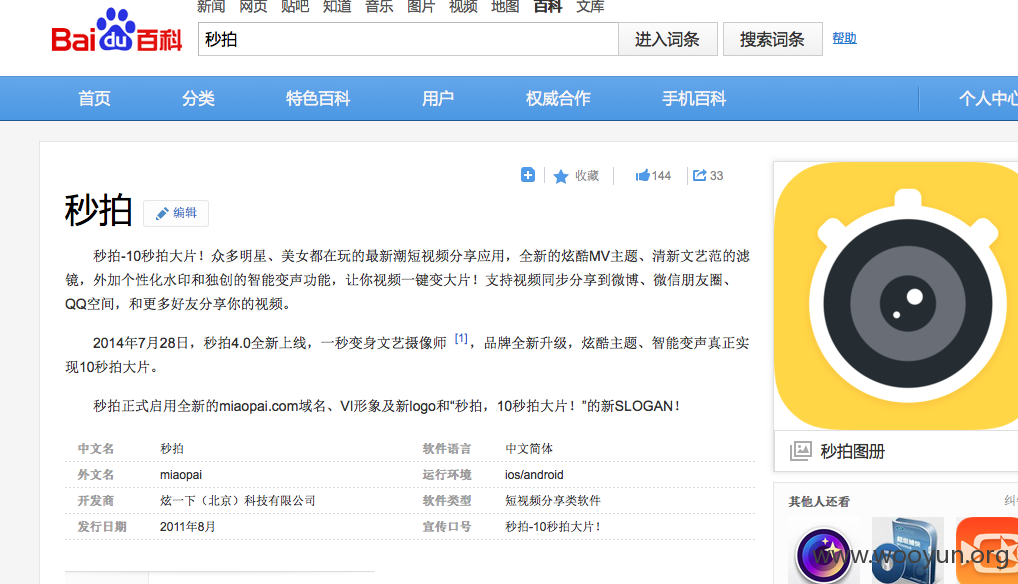 新闻 网页 贴吧 知道 音乐 图片 视频 地图 百科 文库
Baidu百科
秒拍
进入词条
搜索词条
帮助
首页 分类 特色百科 用户 权威合作 手机百科 个人中心
收藏 144 33
秒拍
编辑
秒拍-10秒拍大片！众多明星、美女都在玩的最新潮短视频分享应用，全新的炫酷MV主题、清新文艺范的滤
镜，外加个性化水印和独创的智能变声功能，让你视频一键变大片！支持视频同步分享到微博、微信朋友圈、
QQ空间，和更多好友分享你的视频。
2014年7月28日，秒拍4.0全新上线，一秒变身文艺摄像师 [1]，品牌全新升级，炫酷主题、智能变声真正实
现10秒拍大片。
秒拍正式启用全新的miaopai.com域名、VI形象及新logo和“秒拍，10秒拍大片！”的新SLOGAN！
中文名 秒拍 软件语言 中文简体
外文名 miaopai 运行环境 ios/android
开发商 炫一下（北京）科技有限公司 软件类型 短视频分享类软件
发行日期 2011年8月 宣传口号 秒拍-10秒拍大片！
秒拍图册
其他人还看
纠
www.wooyun.org